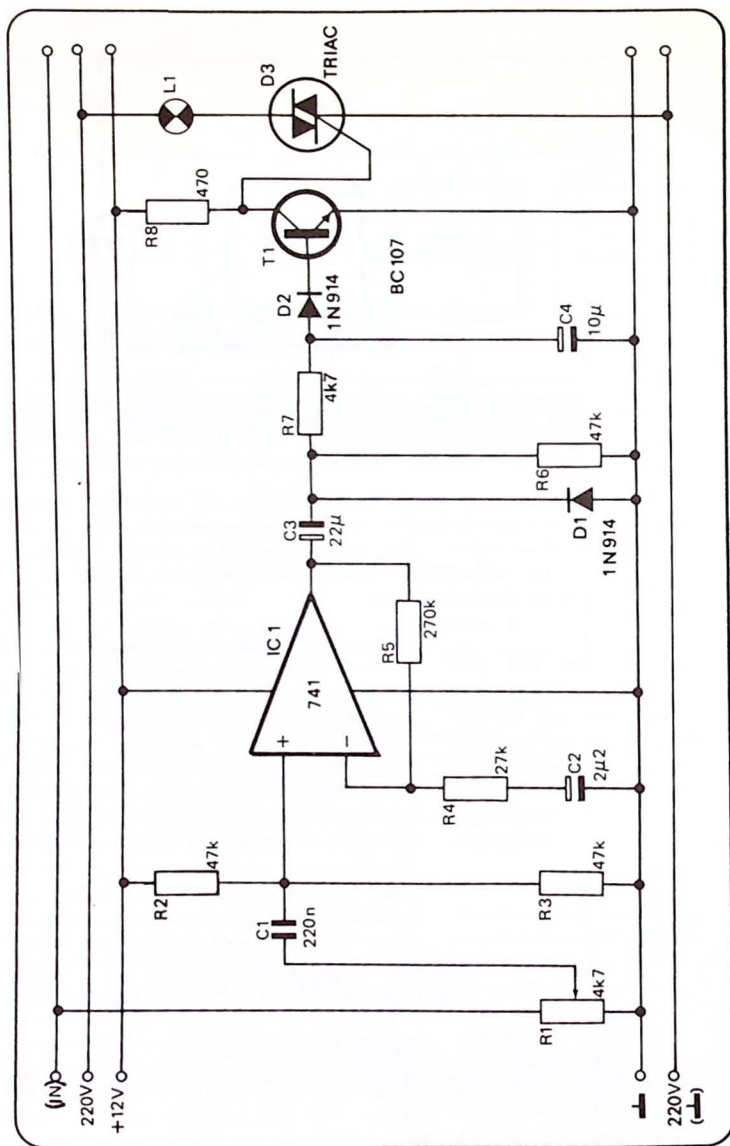 (IN)
220V
+12V
R1
4k7
C1
220n
R2
47k
R3
47k
IC 1
741
+
−
R4
27k
C2
2μ2
R5
270k
C3
22μ
D1
1N914
R6
47k
R7
4k7
C4
10μ
D2
1N914
T1
BC107
R8
470
L1
D3
TRIAC
220V
(⊥)